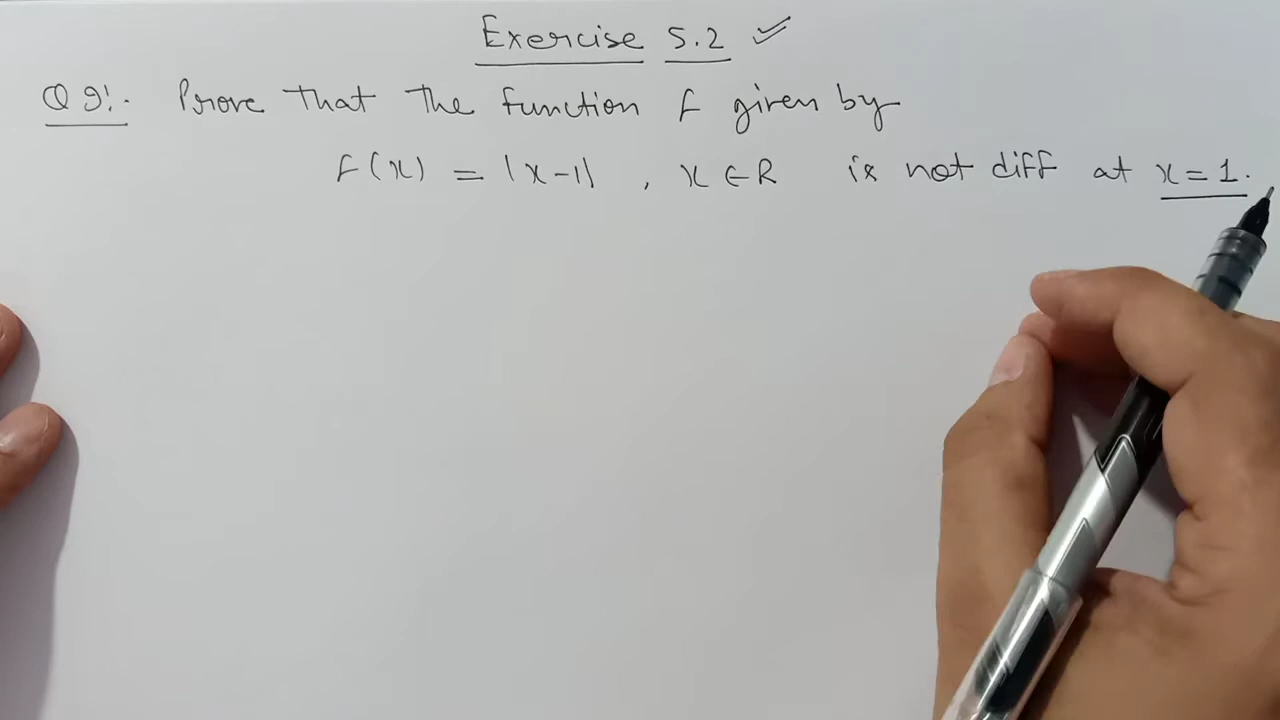 Exercise 5.2
Q 9:. Prove that the function f given by
f(x) = |x-1| , x ∈ R is not diff at x = 1.